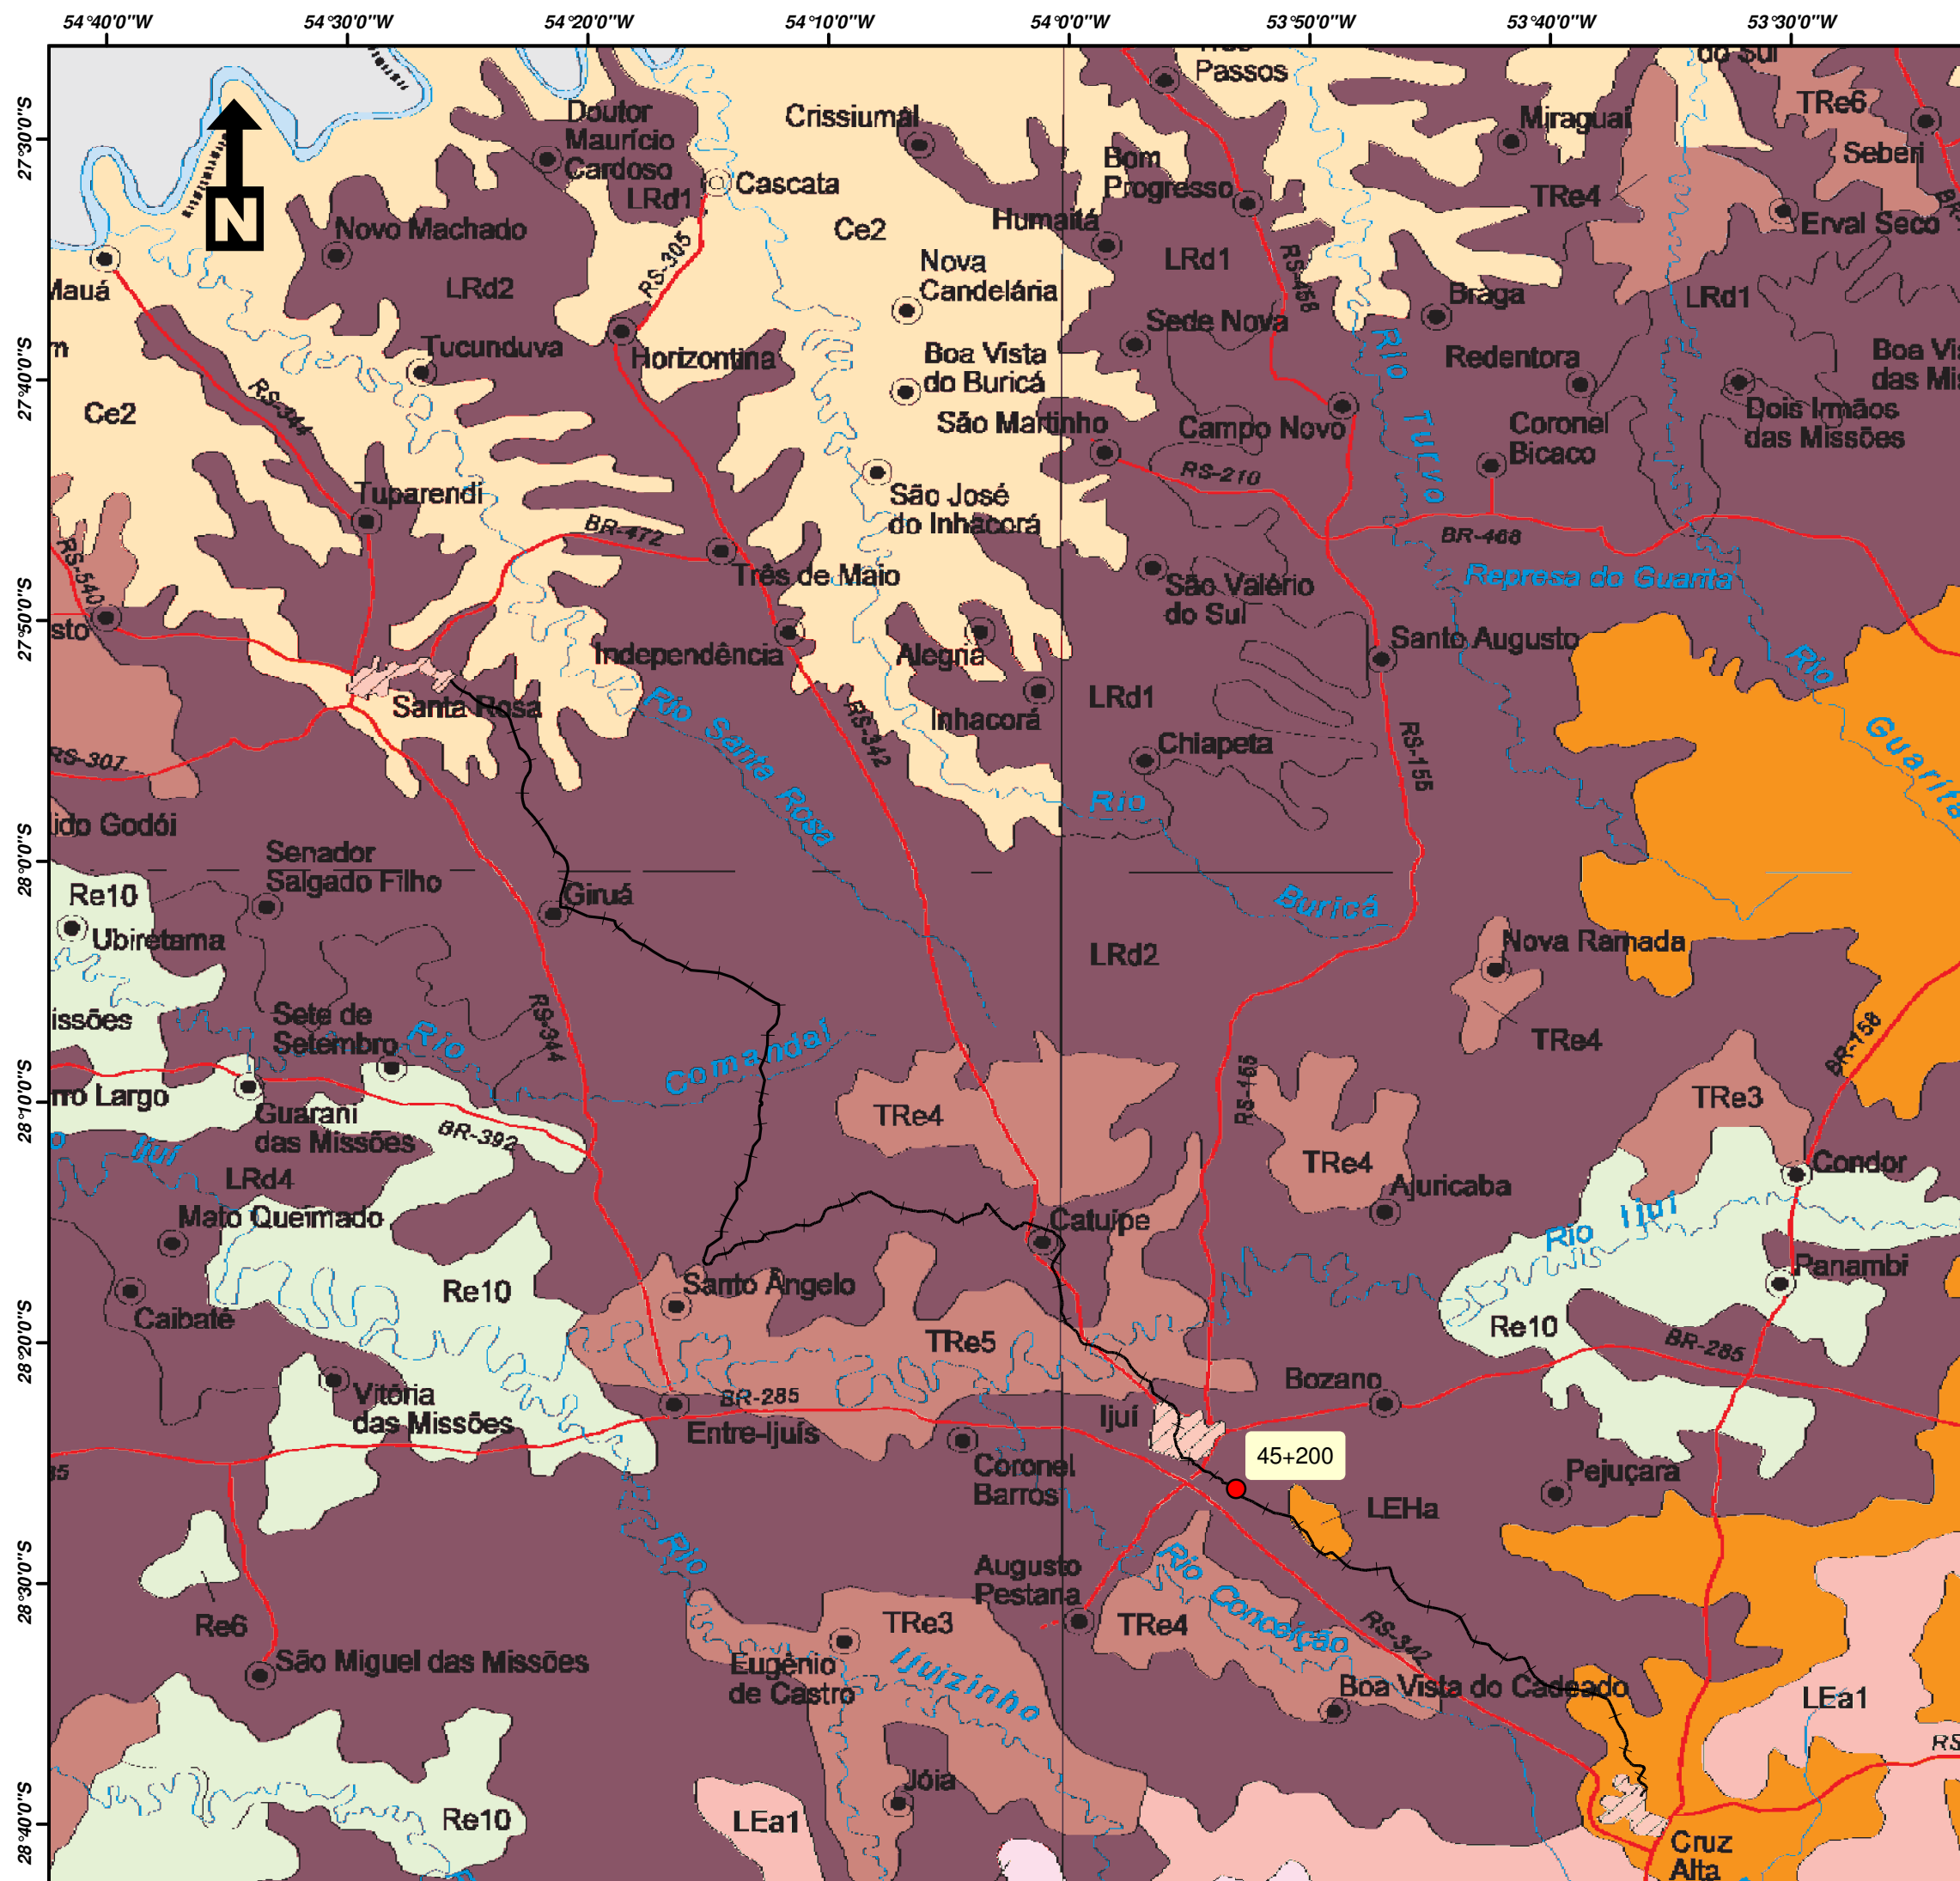 54°40'0"W
54°30'0"W
54°20'0"W
54°10'0"W
54°0'0"W
53°50'0"W
53°40'0"W
53°30'0"W
27°30'0"S
27°40'0"S
27°50'0"S
28°0'0"S
28°10'0"S
28°20'0"S
28°30'0"S
28°40'0"S
N
Passos
do Sul
Doutor
Maurício
Cardoso
Crissiumal
Miraguaí
TRe6
Seberi
LRd1
Cascata
Bom
Progresso
TRe4
Erval Seco
Novo Machado
Ce2
Humaitá
LRd1
RS-305
RS-468
LRd2
Nova
Candelária
Braga
LRd1
Mauá
Sede Nova
Tucunduva
Horizontina
Boa Vista
do Buricá
Redentora
Rio
Turvo
Ce2
RS-344
São Martinho
Campo Novo
Coronel
Bicaco
Dois Irmãos
das Missões
RS-210
Tuparendi
São José
do Inhacorá
BR-472
BR-468
Três de Maio
RS-540
São Valério
do Sul
Represa do Guarita
sto
Independência
Alegria
Santo Augusto
Rio
Guarita
Santa Rosa
Rio Santa Rosa
RS-342
Inhacorá
LRd1
RS-155
RS-307
Chiapeta
Rio
Buricá
ido Godói
Senador
Salgado Filho
Giruá
Re10
Ubiretama
LRd2
Nova Ramada
issões
Sete de
Setembro
Rio
Comandaí
RS-344
TRe4
BR-158
rro Largo
Guarani
das Missões
BR-392
TRe4
RS-155
TRe3
TRe4
Ijuí
LRd4
Ajuricaba
Condor
Mato Queimado
Catuípe
Rio Ijuí
Re10
Santo Ângelo
Panambi
Caibaté
TRe5
Re10
BR-285
Vitória
das Missões
BR-285
Entre-Ijuís
Ijuí
Bozano
45+200
Coronel
Barros
Pejuçara
LEHa
Rio
Augusto
Pestana
Rio Conceição
Re6
TRe3
TRe4
RS-342
São Miguel das Missões
Eugênio
de Castro
Ijuizinho
Boa Vista do Cadeado
LEa1
RS
Jóia
Re10
LEa1
Cruz
Alta